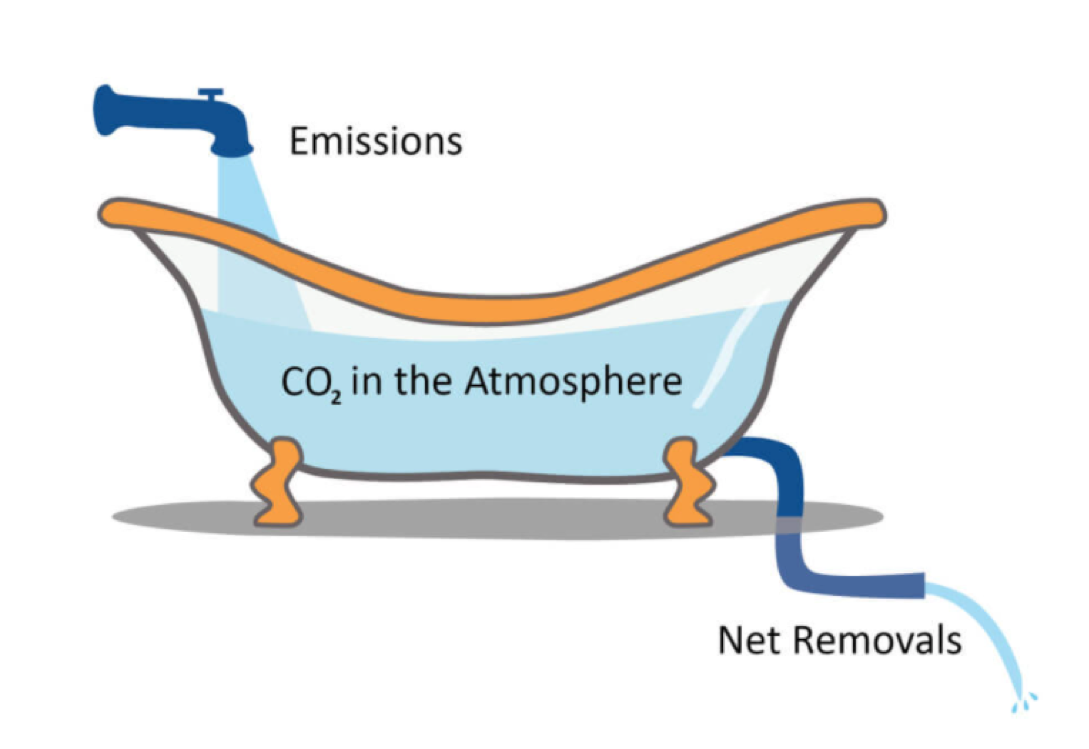 Emissions
CO₂ in the Atmosphere
Net Removals